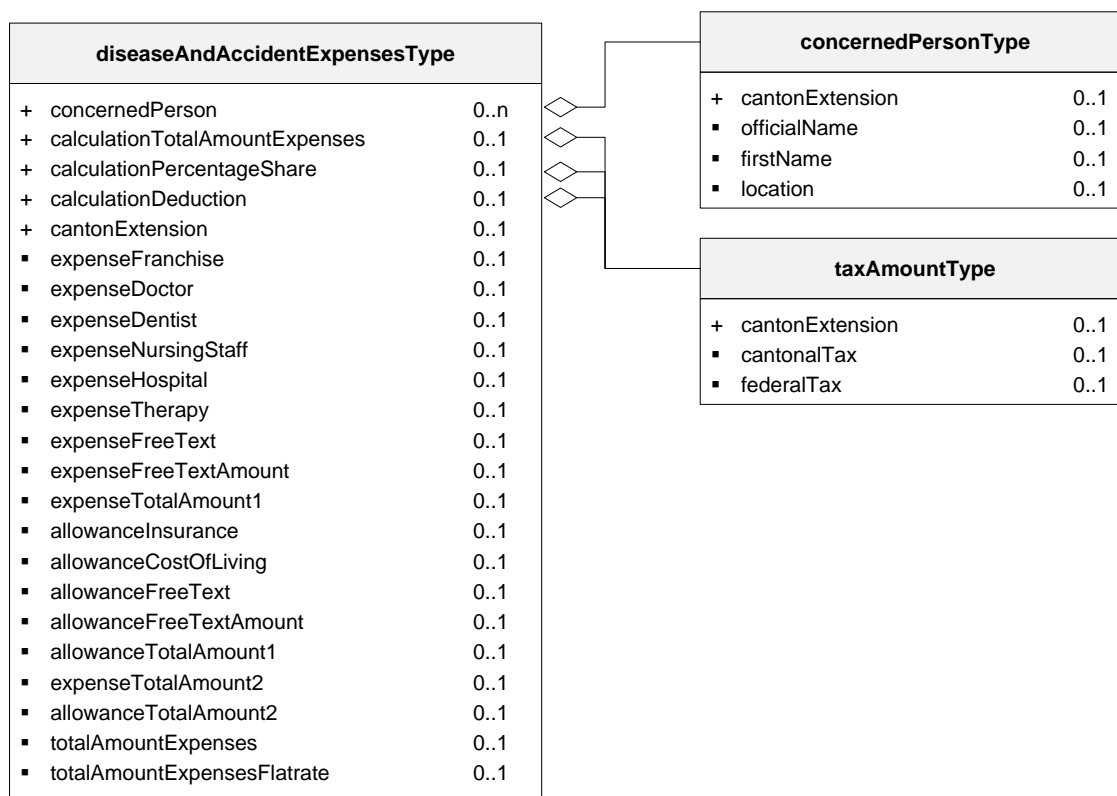 diseaseAndAccidentExpensesType
+ concernedPerson 0..n
+ calculationTotalAmountExpenses 0..1
+ calculationPercentageShare 0..1
+ calculationDeduction 0..1
+ cantonExtension 0..1
▪ expenseFranchise 0..1
▪ expenseDoctor 0..1
▪ expenseDentist 0..1
▪ expenseNursingStaff 0..1
▪ expenseHospital 0..1
▪ expenseTherapy 0..1
▪ expenseFreeText 0..1
▪ expenseFreeTextAmount 0..1
▪ expenseTotalAmount1 0..1
▪ allowanceInsurance 0..1
▪ allowanceCostOfLiving 0..1
▪ allowanceFreeText 0..1
▪ allowanceFreeTextAmount 0..1
▪ allowanceTotalAmount1 0..1
▪ expenseTotalAmount2 0..1
▪ allowanceTotalAmount2 0..1
▪ totalAmountExpenses 0..1
▪ totalAmountExpensesFlatrate 0..1
concernedPersonType
+ cantonExtension 0..1
▪ officialName 0..1
▪ firstName 0..1
▪ location 0..1
taxAmountType
+ cantonExtension 0..1
▪ cantonalTax 0..1
▪ federalTax 0..1